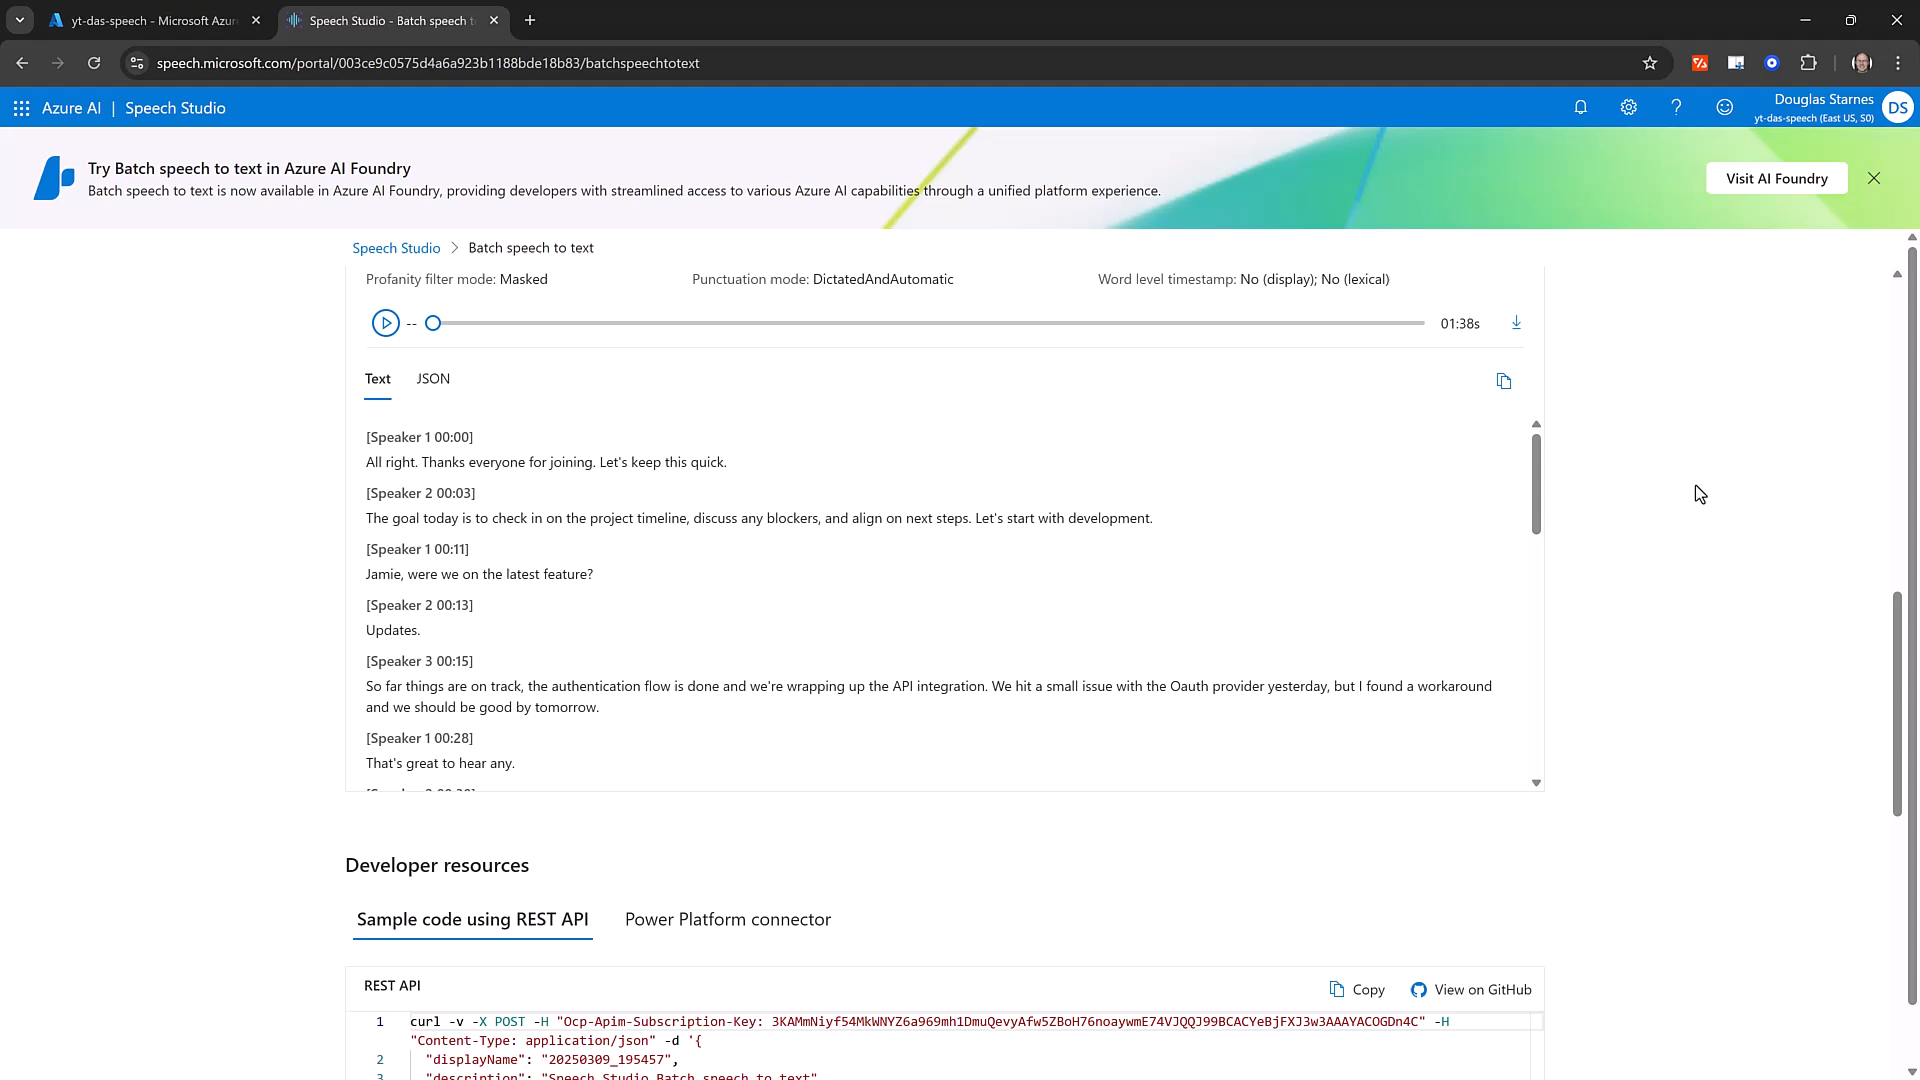 yt-das-speech - Microsoft Azur
Speech Studio - Batch speech t
speech.microsoft.com/portal/003ce9c0575d4a6a923b1188bde18b83/batchspeechtotext
Azure AI | Speech Studio
Douglas Starnes
yt-das-speech (East US, S0)
DS
Try Batch speech to text in Azure AI Foundry
Batch speech to text is now available in Azure AI Foundry, providing developers with streamlined access to various Azure AI capabilities through a unified platform experience.
Visit AI Foundry
Speech Studio > Batch speech to text
Profanity filter mode: Masked
Punctuation mode: DictatedAndAutomatic
Word level timestamp: No (display); No (lexical)
--
01:38s
Text
JSON
[Speaker 1 00:00]
All right. Thanks everyone for joining. Let's keep this quick.
[Speaker 2 00:03]
The goal today is to check in on the project timeline, discuss any blockers, and align on next steps. Let's start with development.
[Speaker 1 00:11]
Jamie, were we on the latest feature?
[Speaker 2 00:13]
Updates.
[Speaker 3 00:15]
So far things are on track, the authentication flow is done and we're wrapping up the API integration. We hit a small issue with the Oauth provider yesterday, but I found a workaround
and we should be good by tomorrow.
[Speaker 1 00:28]
That's great to hear any.
Developer resources
Sample code using REST API
Power Platform connector
REST API
Copy
View on GitHub
1 curl -v -X POST -H "Ocp-Apim-Subscription-Key: 3KAMmNiyf54MkWNYZ6a969mh1DmuQevyAfw5ZBoH76noaywmE74VJQQJ99BCACYeBjFXJ3w3AAAYACOGDn4C" -H
"Content-Type: application/json" -d '{
2 "displayName": "20250309_195457",
3 "description": "Speech Studio Batch speech to text",